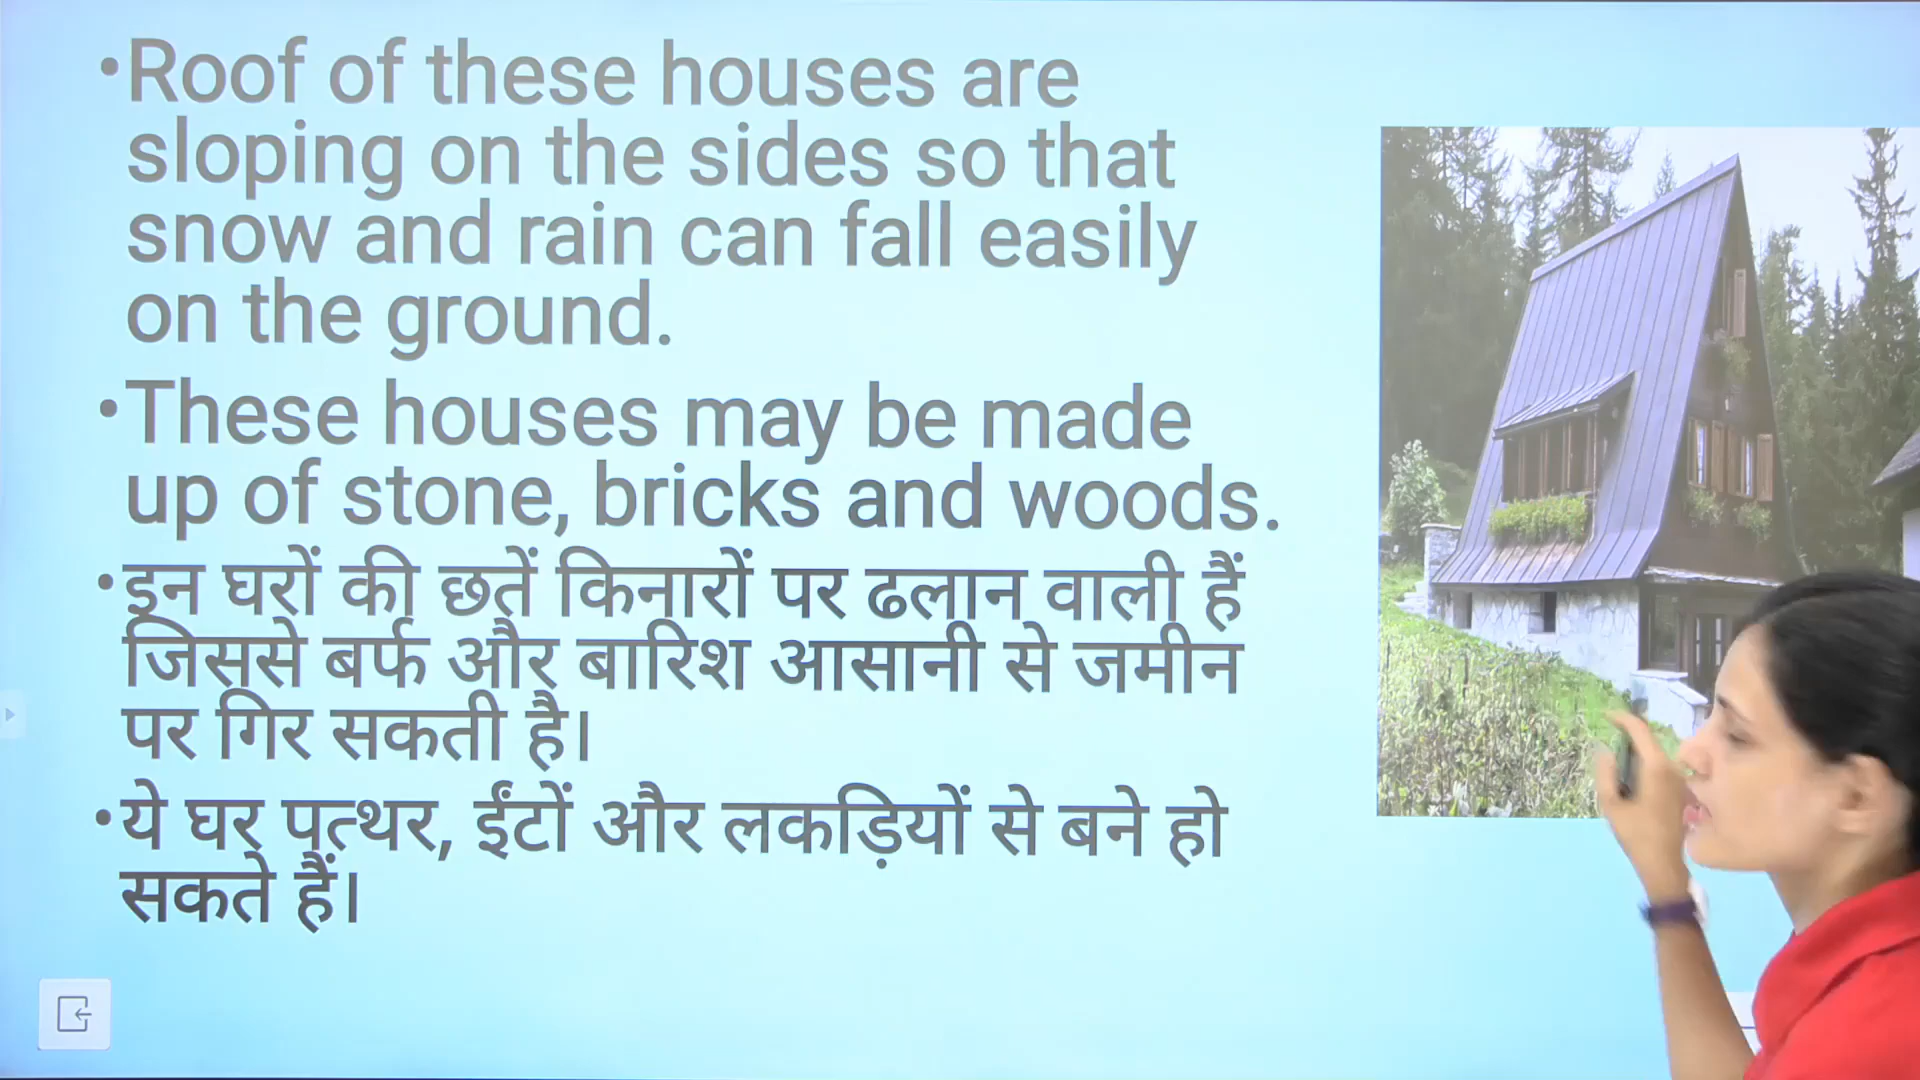 •Roof of these houses are
sloping on the sides so that
snow and rain can fall easily
on the ground.
•These houses may be made
up of stone, bricks and woods.
•इन घरों की छतें किनारों पर ढलान वाली हैं
जिससे बर्फ और बारिश आसानी से जमीन
पर गिर सकती है।
•ये घर पत्थर, ईंटों और लकड़ियों से बने हो
सकते हैं।